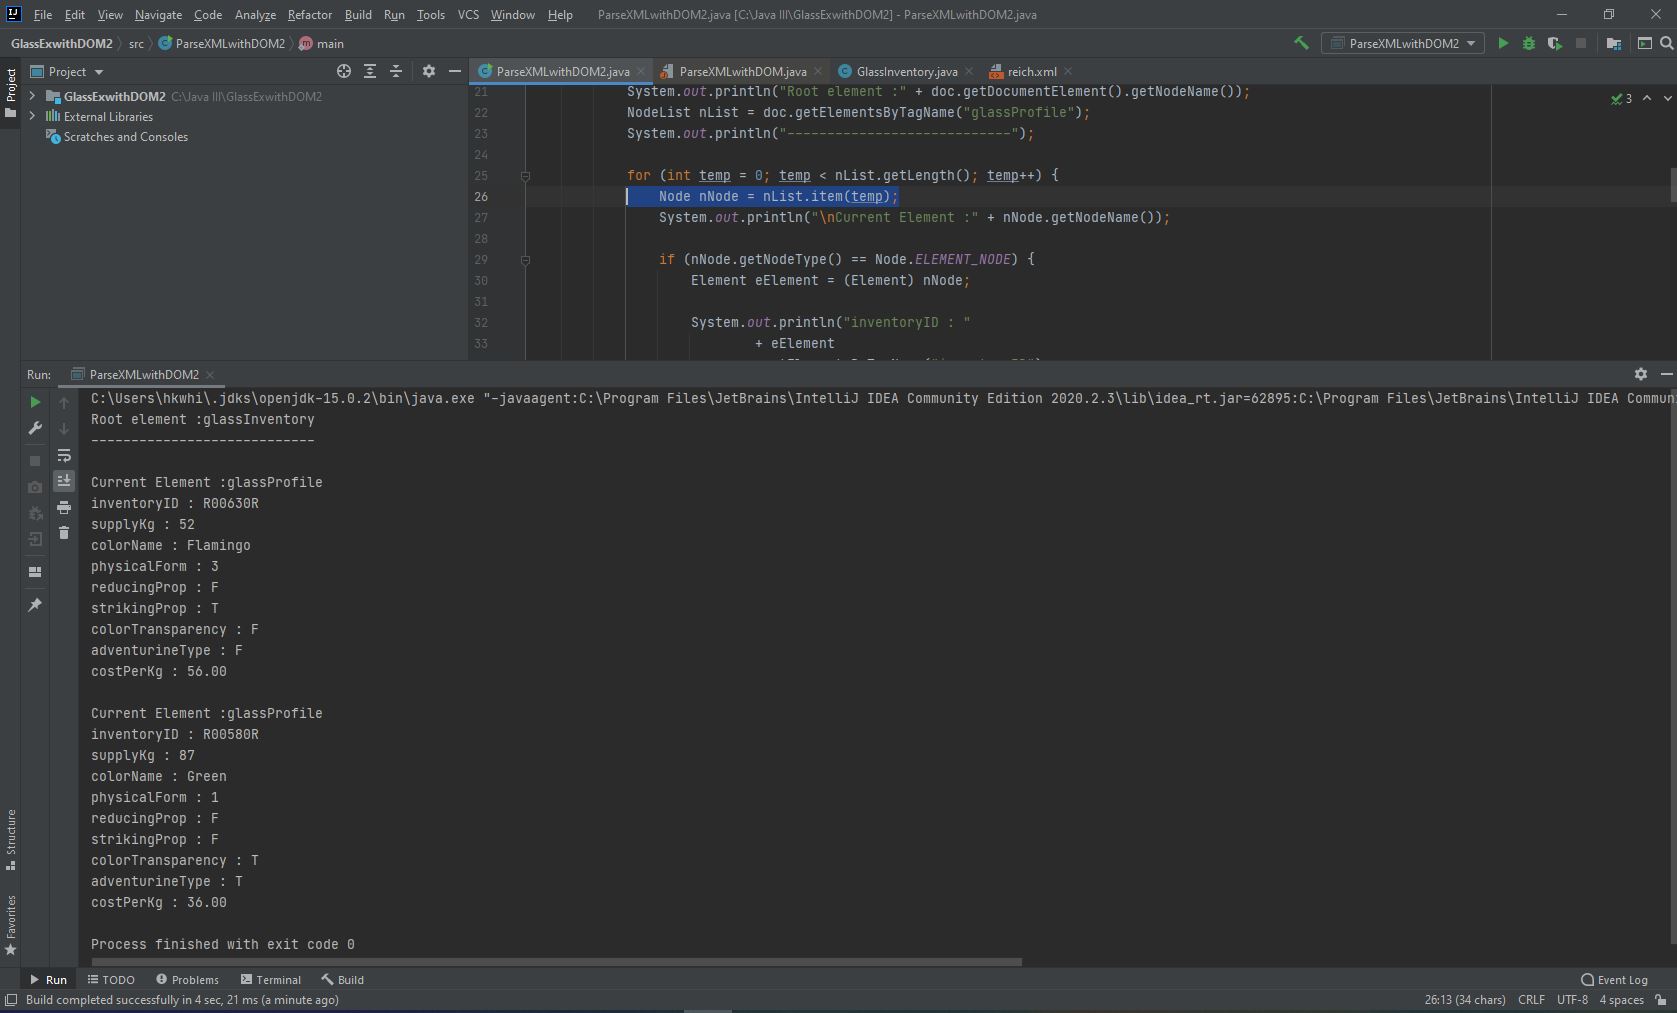 File Edit View Navigate Code Analyze Refactor Build Run Tools VCS Window Help ParseXMLwithDOM2.java [C:\Java III\GlassExwithDOM2] - ParseXMLwithDOM2.java
GlassExwithDOM2 src ParseXMLwithDOM2 main ParseXMLwithDOM2
Project
Project
GlassExwithDOM2 C:\Java III\GlassExwithDOM2
External Libraries
Scratches and Consoles
ParseXMLwithDOM2.java ParseXMLwithDOM.java GlassInventory.java reich.xml
21 System.out.println("Root element :" + doc.getDocumentElement().getNodeName());
3
22 NodeList nList = doc.getElementsByTagName("glassProfile");
23 System.out.println("----------------------------");
24
25 for (int temp = 0; temp < nList.getLength(); temp++) {
26 Node nNode = nList.item(temp);
27 System.out.println("\nCurrent Element :" + nNode.getNodeName());
28
29 if (nNode.getNodeType() == Node.ELEMENT_NODE) {
30 Element eElement = (Element) nNode;
31
32 System.out.println("inventoryID : "
33 + eElement
Run: ParseXMLwithDOM2
C:\Users\hkwhi\.jdks\openjdk-15.0.2\bin\java.exe "-javaagent:C:\Program Files\JetBrains\IntelliJ IDEA Community Edition 2020.2.3\lib\idea_rt.jar=62895:C:\Program Files\JetBrains\IntelliJ IDEA Commun
Root element :glassInventory
----------------------------
Current Element :glassProfile
inventoryID : R00630R
supplyKg : 52
colorName : Flamingo
physicalForm : 3
reducingProp : F
strikingProp : T
colorTransparency : F
adventurineType : F
costPerKg : 56.00
Current Element :glassProfile
inventoryID : R00580R
supplyKg : 87
colorName : Green
physicalForm : 1
reducingProp : F
strikingProp : F
colorTransparency : T
adventurineType : T
costPerKg : 36.00
Process finished with exit code 0
Structure
Favorites
Run TODO Problems Terminal Build Event Log
Build completed successfully in 4 sec, 21 ms (a minute ago) 26:13 (34 chars) CRLF UTF-8 4 spaces